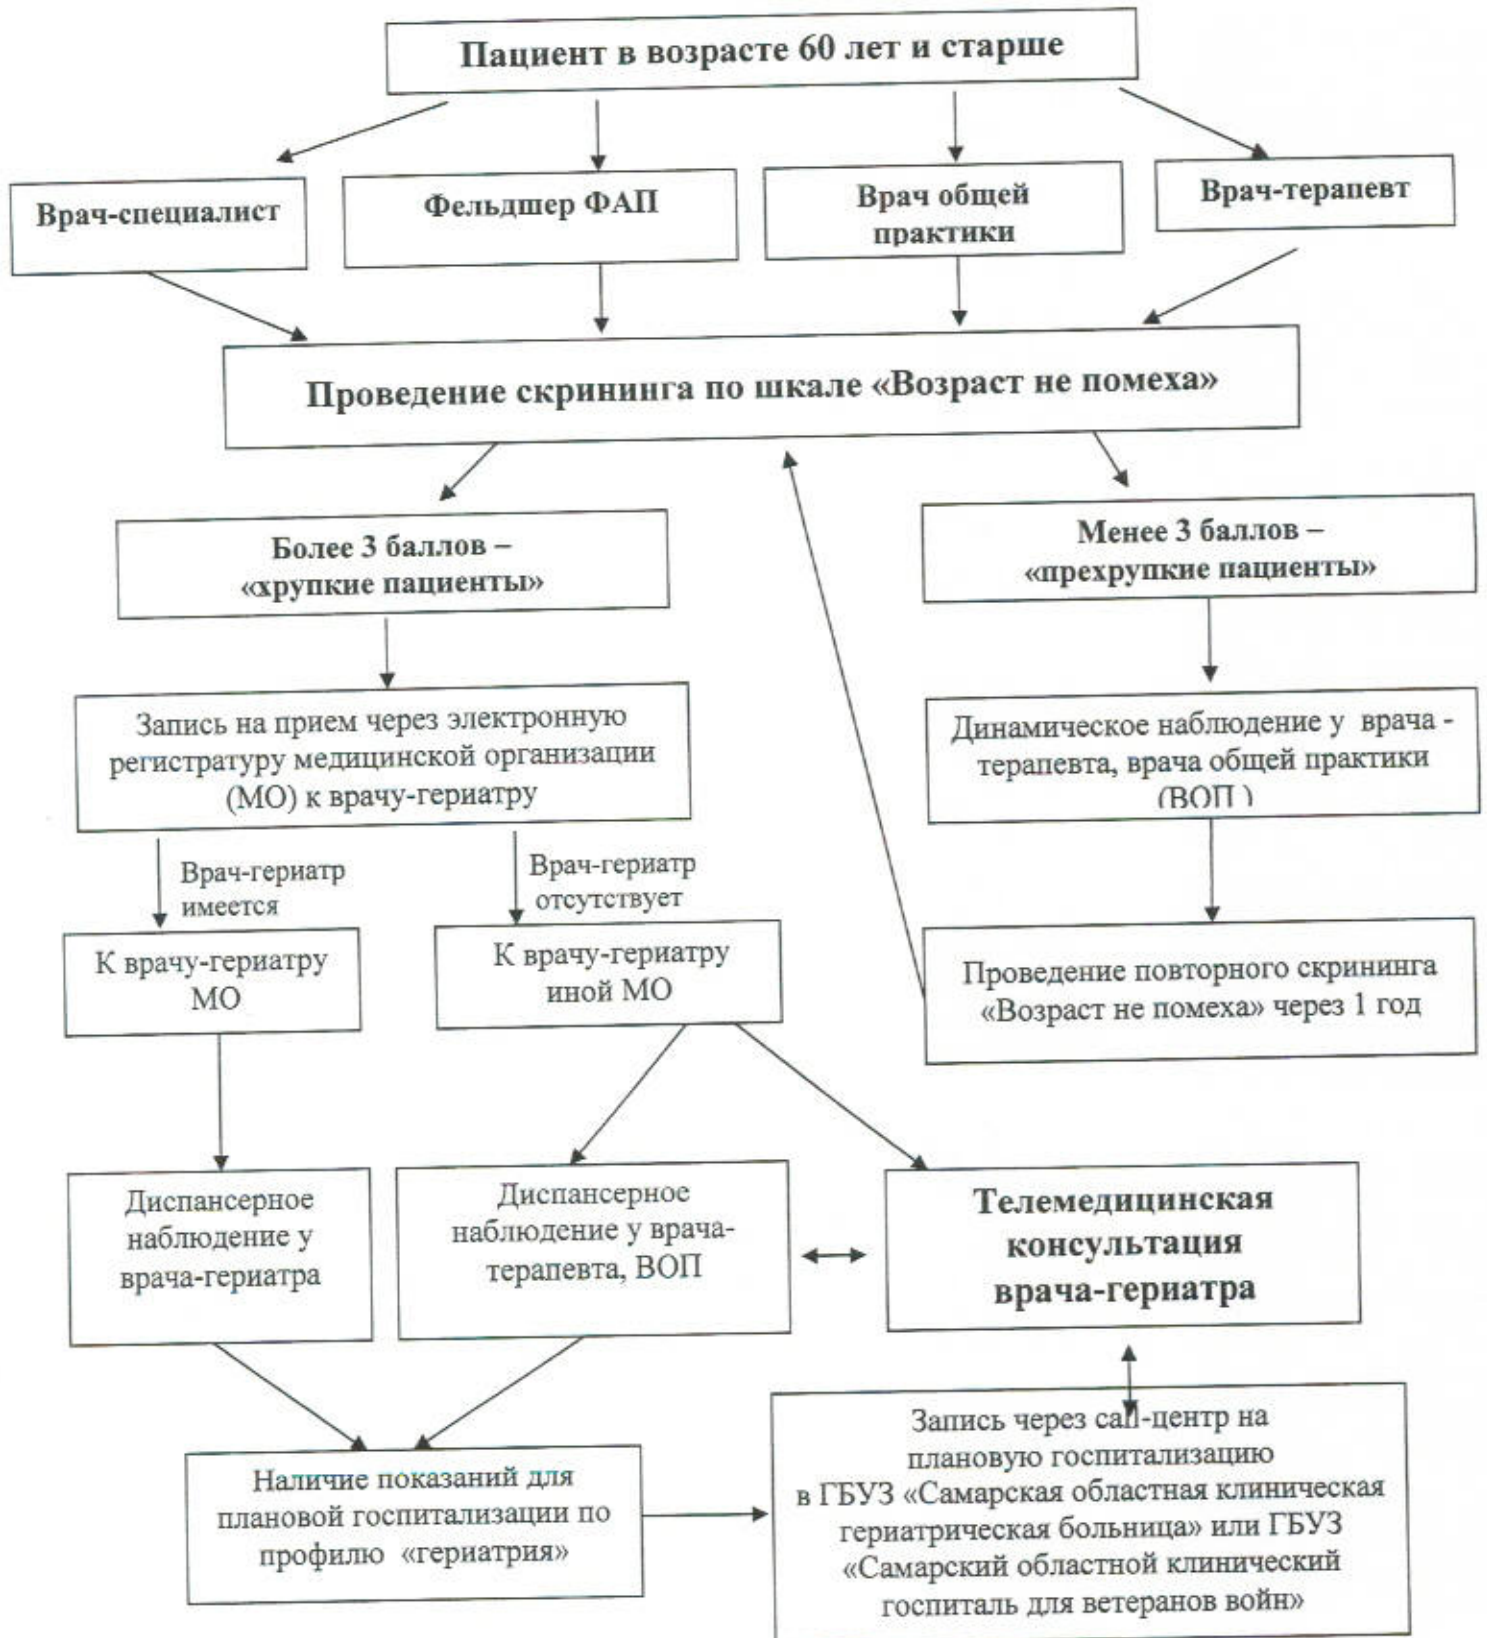 Пациент в возрасте 60 лет и старше
Врач-специалист
Фельдшер ФАП
Врач общей
практики
Врач-терапевт
Проведение скрининга по шкале «Возраст не помеха»
Более 3 баллов –
«хрупкие пациенты»
Менее 3 баллов –
«прехрупкие пациенты»
Запись на прием через электронную
регистратуру медицинской организации
(МО) к врачу-гериатру
Динамическое наблюдение у врача -
терапевта, врача общей практики
(ВОП )
Врач-гериатр
имеется
Врач-гериатр
отсутствует
К врачу-гериатру
МО
К врачу-гериатру
иной МО
Проведение повторного скрининга
«Возраст не помеха» через 1 год
Диспансерное
наблюдение у
врача-гериатра
Диспансерное
наблюдение у врача-
терапевта, ВОП
Телемедицинская
консультация
врача-гериатра
Наличие показаний для
плановой госпитализации по
профилю «гериатрия»
Запись через саll-центр на
плановую госпитализацию
в ГБУЗ «Самарская областная клиническая
гериатрическая больница» или ГБУЗ
«Самарский областной клинический
госпиталь для ветеранов войн»